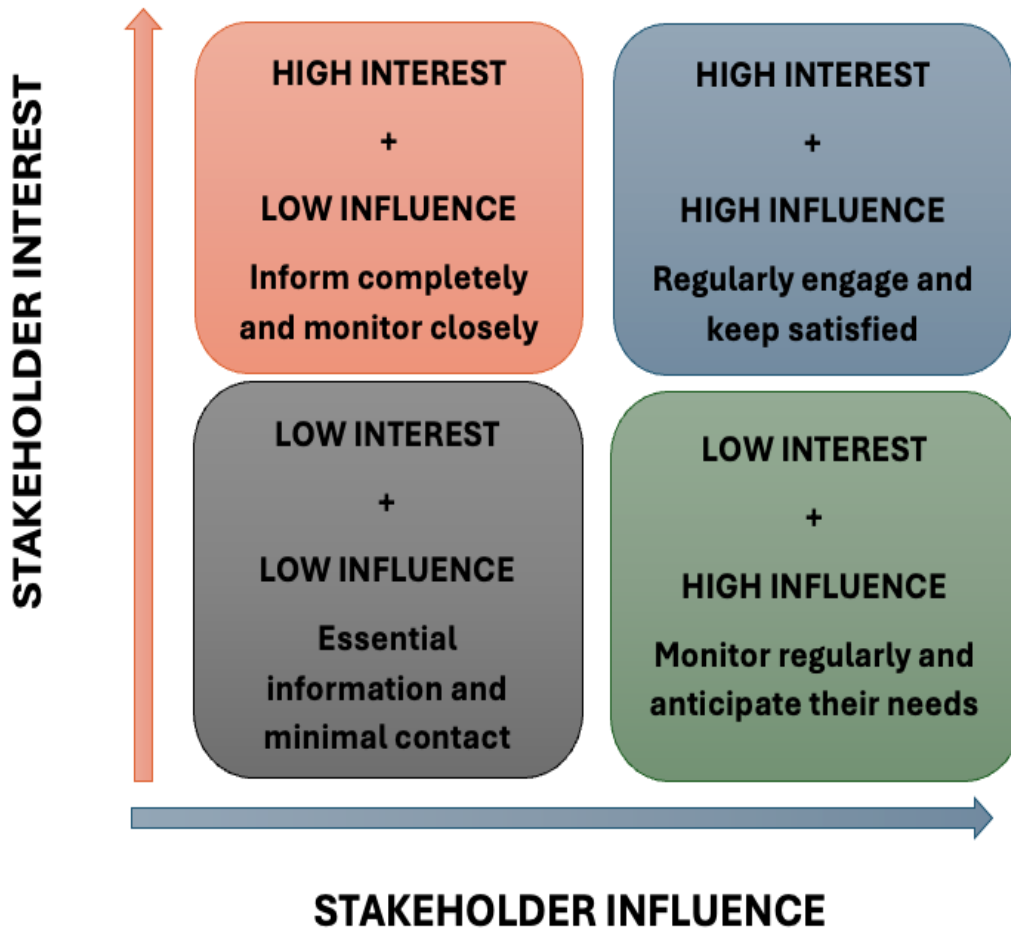 STAKEHOLDER INTEREST
HIGH INTEREST
+
LOW INFLUENCE
Inform completely
and monitor closely
HIGH INTEREST
+
HIGH INFLUENCE
Regularly engage and
keep satisfied
LOW INTEREST
+
LOW INFLUENCE
Essential
information and
minimal contact
LOW INTEREST
+
HIGH INFLUENCE
Monitor regularly and
anticipate their needs
STAKEHOLDER INFLUENCE